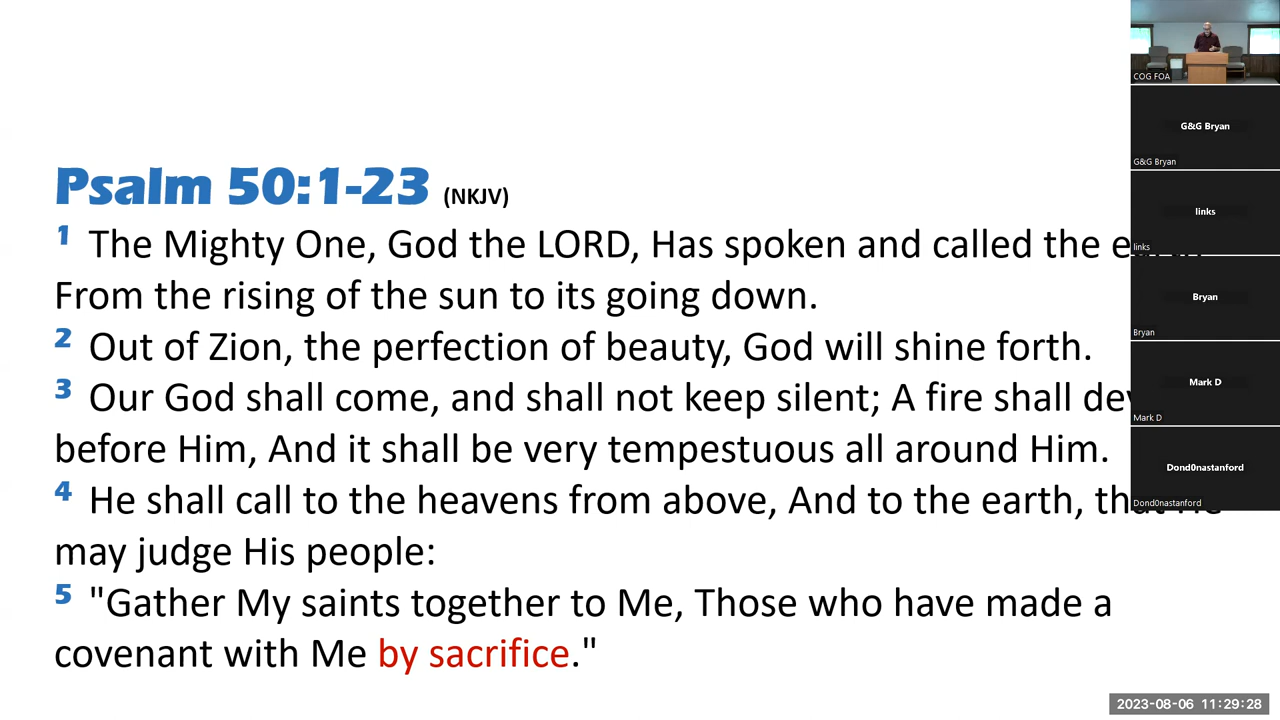 Psalm 50:1-23 (NKJV)
1 The Mighty One, God the LORD, Has spoken and called the
From the rising of the sun to its going down.
2 Out of Zion, the perfection of beauty, God will shine forth.
3 Our God shall come, and shall not keep silent; A fire shall
before Him, And it shall be very tempestuous all around Him.
4 He shall call to the heavens from above, And to the earth, that He
may judge His people:
5 "Gather My saints together to Me, Those who have made a
covenant with Me by sacrifice."
COG FOA
G&G Bryan
G&G Bryan
links
links
Bryan
Bryan
Mark D
Mark D
Dond0nastanford
Dond0nastanford
2023-08-06 11:29:28